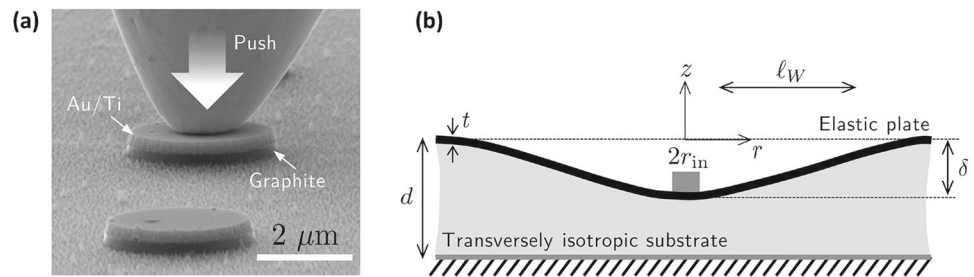 (a)
Push
Au/Ti
Graphite
2 μm
(b)
z
ℓ_W
Elastic plate
t
r
2r_in
d
δ
Transversely isotropic substrate